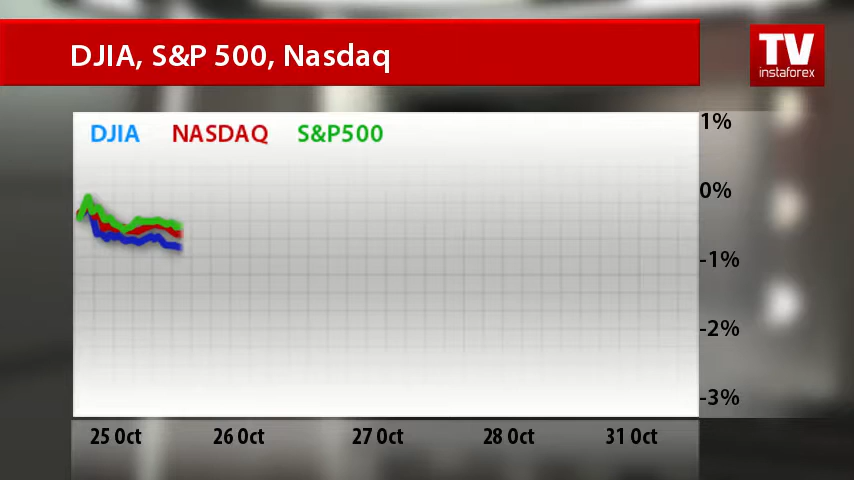 DJIA, S&P 500, Nasdaq
TV
instaforex
DJIA NASDAQ S&P500
1%
0%
-1%
-2%
-3%
25 Oct 26 Oct 27 Oct 28 Oct 31 Oct